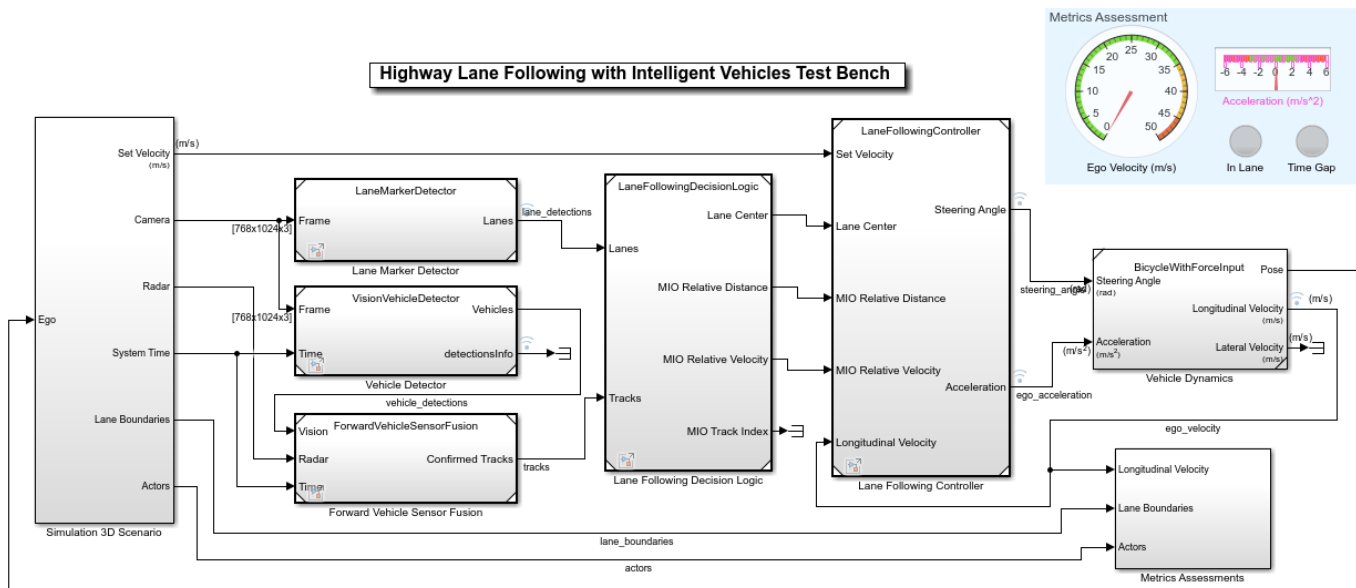 Metrics Assessment
0
5
10
15
20
25
30
35
40
45
50
Ego Velocity (m/s)
-6 -4 -2 0 2 4 6
Acceleration (m/s^2)
In Lane
Time Gap
Highway Lane Following with Intelligent Vehicles Test Bench
Ego
Set Velocity
(m/s)
Camera
Radar
System Time
Lane Boundaries
Actors
Simulation 3D Scenario
(m/s)
[768x1024x3]
LaneMarkerDetector
Frame
Lanes
Lane Marker Detector
lane_detections
[768x1024x3]
VisionVehicleDetector
Frame
Time
Vehicles
detectionsInfo
Vehicle Detector
vehicle_detections
ForwardVehicleSensorFusion
Vision
Radar
Time
Confirmed Tracks
Forward Vehicle Sensor Fusion
tracks
LaneFollowingDecisionLogic
Lanes
Tracks
Lane Center
MIO Relative Distance
MIO Relative Velocity
MIO Track Index
Lane Following Decision Logic
LaneFollowingController
Set Velocity
Lane Center
MIO Relative Distance
MIO Relative Velocity
Longitudinal Velocity
Steering Angle
Acceleration
Lane Following Controller
steering_angle
(rad)
ego_acceleration
(m/s²)
BicycleWithForceInput
Steering Angle
(rad)
Acceleration
(m/s²)
Pose
Longitudinal Velocity
(m/s)
Lateral Velocity
(m/s)
Vehicle Dynamics
(m/s)
(m/s)
ego_velocity
Longitudinal Velocity
Lane Boundaries
Actors
Metrics Assessments
lane_boundaries
actors